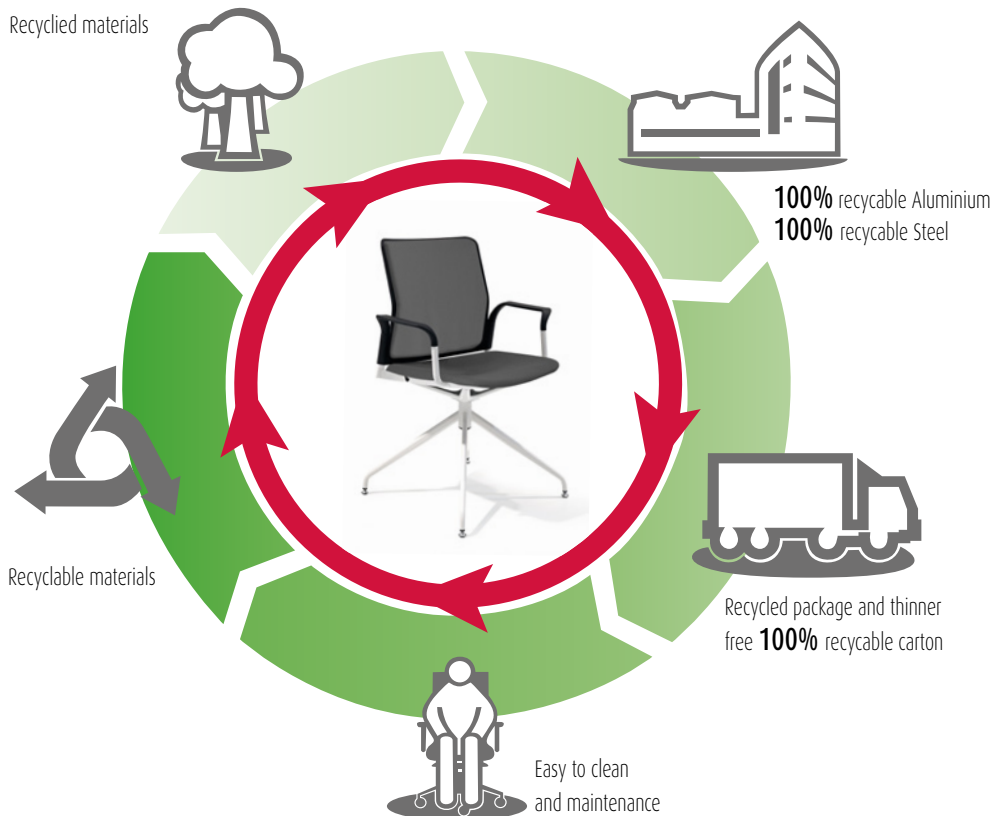 Recyclied materials
100% recycable Aluminium
100% recycable Steel
Recycled package and thinner
free 100% recycable carton
Easy to clean
and maintenance
Recyclable materials